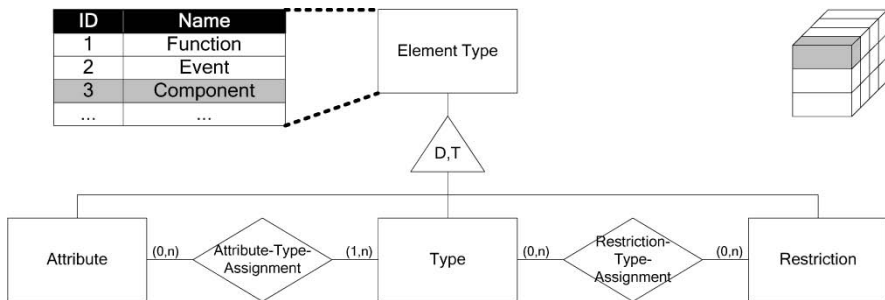 ID Name
1 Function
2 Event
3 Component
... ...
Element Type
D,T
Attribute
(0,n)
Attribute-Type-
Assignment
(1,n)
Type
(0,n)
Restriction-
Type-
Assignment
(0,n)
Restriction